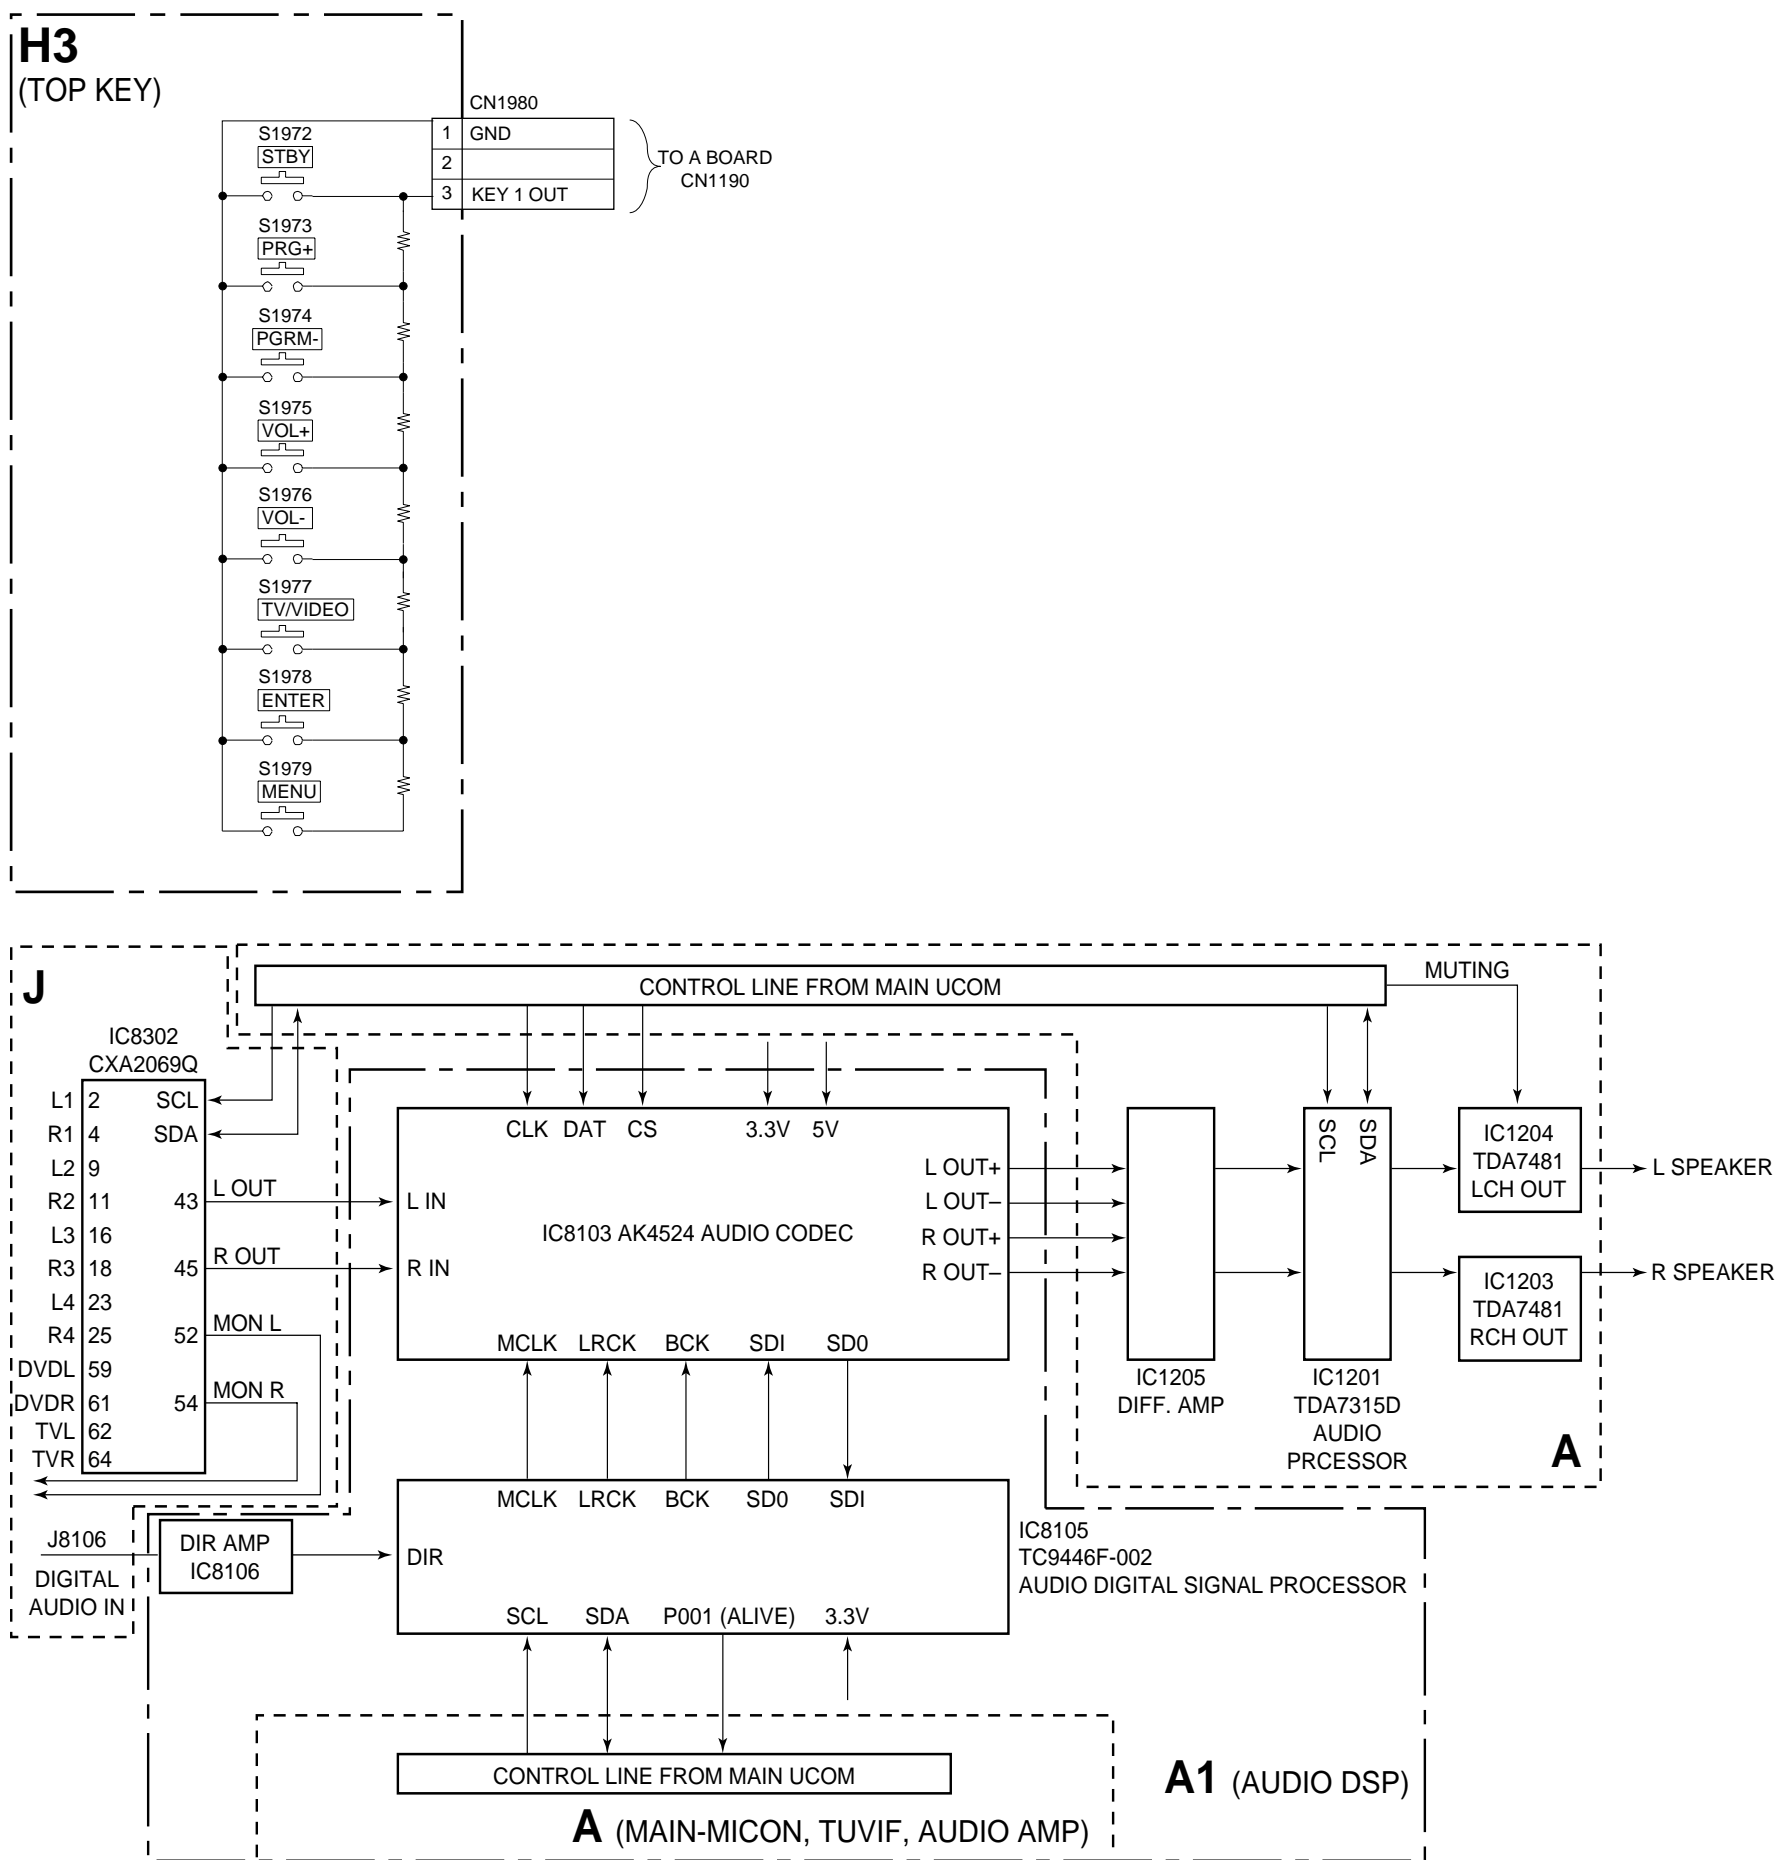 H3
(TOP KEY)
CN1980
1 GND
2
3 KEY 1 OUT
TO A BOARD
CN1190
S1972
STBY
S1973
PRG+
S1974
PGRM-
S1975
VOL+
S1976
VOL-
S1977
TV/VIDEO
S1978
ENTER
S1979
MENU
J
CONTROL LINE FROM MAIN UCOM
MUTING
IC8302
CXA2069Q
L1 2 SCL
R1 4 SDA
L2 9
R2 11 43 L OUT
L3 16
R3 18 45 R OUT
L4 23
R4 25 52 MON L
DVDL 59
DVDR 61 54 MON R
TVL 62
TVR 64
CLK DAT CS 3.3V 5V
L IN
R IN
IC8103 AK4524 AUDIO CODEC
L OUT+
L OUT–
R OUT+
R OUT–
MCLK LRCK BCK SDI SD0
IC1205
DIFF. AMP
SCL
SDA
IC1201
TDA7315D
AUDIO
PRCESSOR
IC1204
TDA7481
LCH OUT
L SPEAKER
IC1203
TDA7481
RCH OUT
R SPEAKER
A
J8106
DIGITAL
AUDIO IN
DIR AMP
IC8106
MCLK LRCK BCK SD0 SDI
DIR
SCL SDA P001 (ALIVE) 3.3V
IC8105
TC9446F-002
AUDIO DIGITAL SIGNAL PROCESSOR
CONTROL LINE FROM MAIN UCOM
A (MAIN-MICON, TUVIF, AUDIO AMP)
A1 (AUDIO DSP)